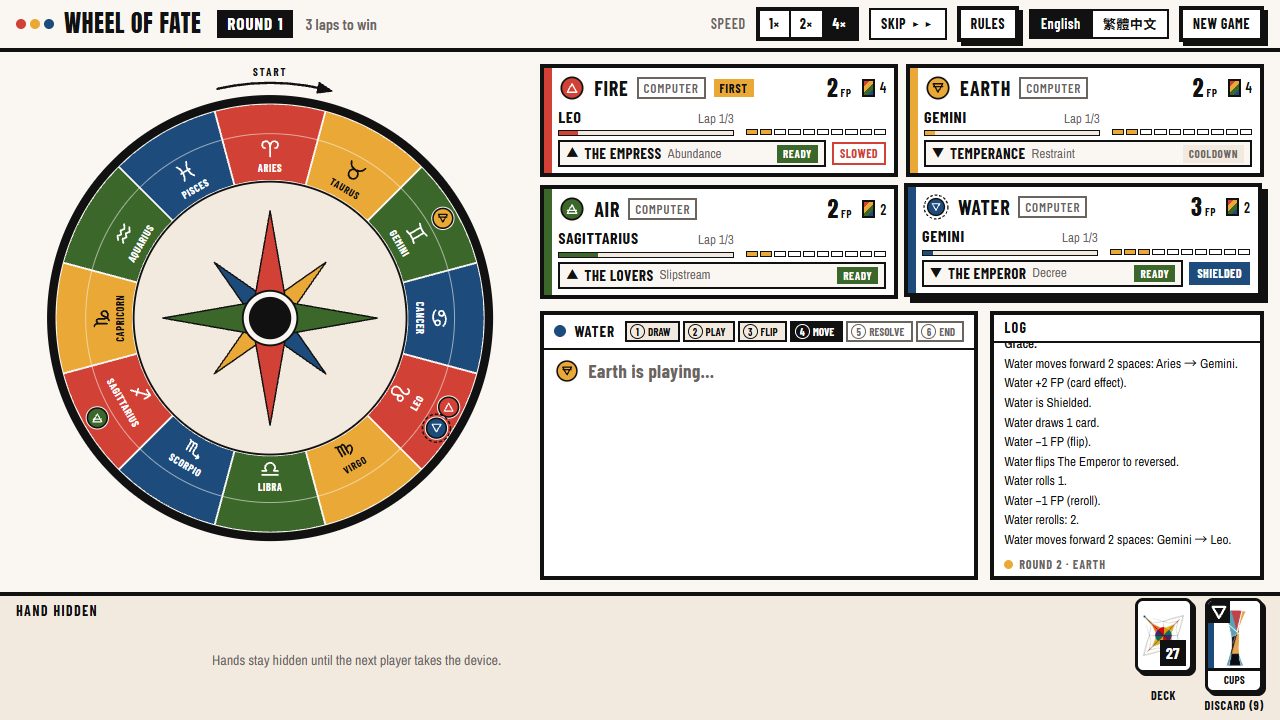 WHEEL OF FATE
ROUND 1
3 laps to win
SPEED
1×
2×
4×
SKIP
RULES
English
繁體中文
NEW GAME
START
ARIES
TAURUS
GEMINI
CANCER
LEO
VIRGO
LIBRA
SCORPIO
SAGITTARIUS
CAPRICORN
AQUARIUS
PISCES
FIRE
COMPUTER
FIRST
2 FP
4
LEO
Lap 1/3
THE EMPRESS Abundance
READY
SLOWED
EARTH
COMPUTER
2 FP
4
GEMINI
Lap 1/3
TEMPERANCE Restraint
COOLDOWN
AIR
COMPUTER
2 FP
2
SAGITTARIUS
Lap 1/3
THE LOVERS Slipstream
READY
WATER
COMPUTER
3 FP
2
GEMINI
Lap 1/3
THE EMPEROR Decree
READY
SHIELDED
WATER
1 DRAW
2 PLAY
3 FLIP
4 MOVE
5 RESOLVE
6 END
Earth is playing...
LOG
Grace.
Water moves forward 2 spaces: Aries → Gemini.
Water +2 FP (card effect).
Water is Shielded.
Water draws 1 card.
Water −1 FP (flip).
Water flips The Emperor to reversed.
Water rolls 1.
Water −1 FP (reroll).
Water rerolls: 2.
Water moves forward 2 spaces: Gemini → Leo.
ROUND 2 · EARTH
HAND HIDDEN
Hands stay hidden until the next player takes the device.
27
DECK
CUPS
DISCARD (9)